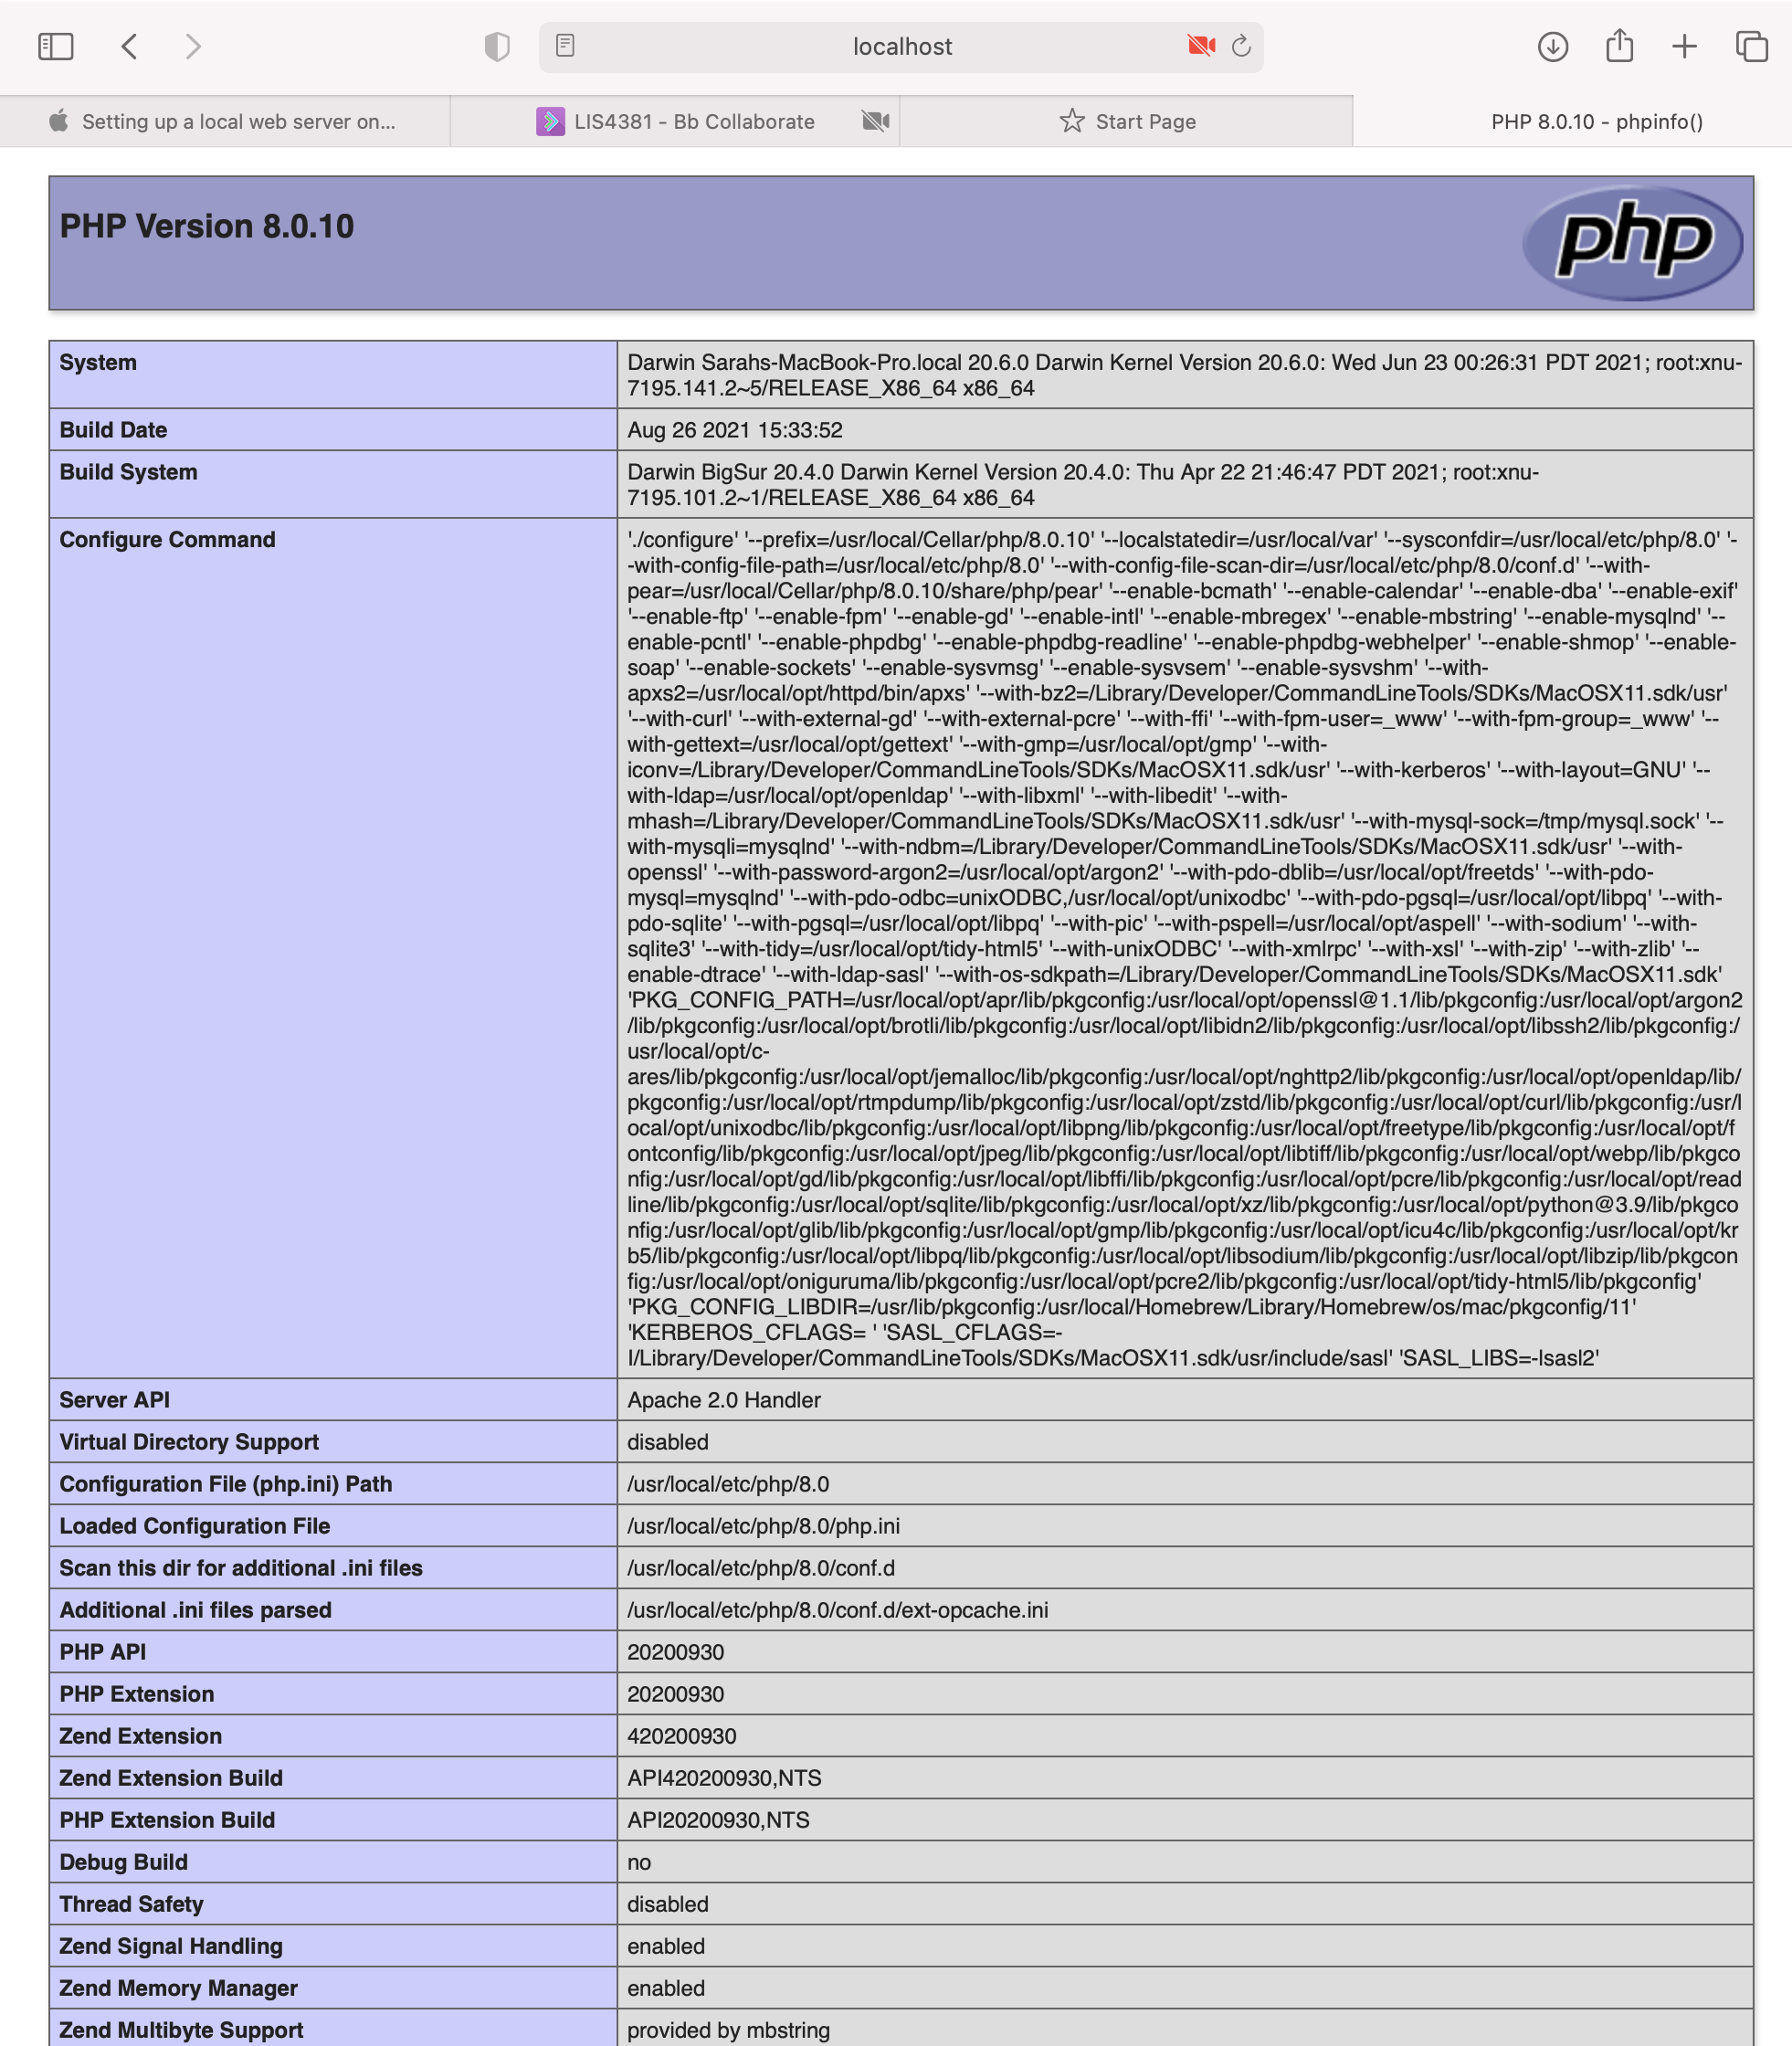 localhost
Setting up a local web server on...
LIS4381 - Bb Collaborate
Start Page
PHP 8.0.10 - phpinfo()
PHP Version 8.0.10
php
System
Darwin Sarahs-MacBook-Pro.local 20.6.0 Darwin Kernel Version 20.6.0: Wed Jun 23 00:26:31 PDT 2021; root:xnu-
7195.141.2~5/RELEASE_X86_64 x86_64
Build Date
Aug 26 2021 15:33:52
Build System
Darwin BigSur 20.4.0 Darwin Kernel Version 20.4.0: Thu Apr 22 21:46:47 PDT 2021; root:xnu-
7195.101.2~1/RELEASE_X86_64 x86_64
Configure Command
'./configure' '--prefix=/usr/local/Cellar/php/8.0.10' '--localstatedir=/usr/local/var' '--sysconfdir=/usr/local/etc/php/8.0' '-
-with-config-file-path=/usr/local/etc/php/8.0' '--with-config-file-scan-dir=/usr/local/etc/php/8.0/conf.d' '--with-
pear=/usr/local/Cellar/php/8.0.10/share/php/pear' '--enable-bcmath' '--enable-calendar' '--enable-dba' '--enable-exif'
'--enable-ftp' '--enable-fpm' '--enable-gd' '--enable-intl' '--enable-mbregex' '--enable-mbstring' '--enable-mysqlnd' '--
enable-pcntl' '--enable-phpdbg' '--enable-phpdbg-readline' '--enable-phpdbg-webhelper' '--enable-shmop' '--enable-
soap' '--enable-sockets' '--enable-sysvmsg' '--enable-sysvsem' '--enable-sysvshm' '--with-
apxs2=/usr/local/opt/httpd/bin/apxs' '--with-bz2=/Library/Developer/CommandLineTools/SDKs/MacOSX11.sdk/usr'
'--with-curl' '--with-external-gd' '--with-external-pcre' '--with-ffi' '--with-fpm-user=_www' '--with-fpm-group=_www' '--
with-gettext=/usr/local/opt/gettext' '--with-gmp=/usr/local/opt/gmp' '--with-
iconv=/Library/Developer/CommandLineTools/SDKs/MacOSX11.sdk/usr' '--with-kerberos' '--with-layout=GNU' '--
with-ldap=/usr/local/opt/openldap' '--with-libxml' '--with-libedit' '--with-
mhash=/Library/Developer/CommandLineTools/SDKs/MacOSX11.sdk/usr' '--with-mysql-sock=/tmp/mysql.sock' '--
with-mysqli=mysqlnd' '--with-ndbm=/Library/Developer/CommandLineTools/SDKs/MacOSX11.sdk/usr' '--with-
openssl' '--with-password-argon2=/usr/local/opt/argon2' '--with-pdo-dblib=/usr/local/opt/freetds' '--with-pdo-
mysql=mysqlnd' '--with-pdo-odbc=unixODBC,/usr/local/opt/unixodbc' '--with-pdo-pgsql=/usr/local/opt/libpq' '--with-
pdo-sqlite' '--with-pgsql=/usr/local/opt/libpq' '--with-pic' '--with-pspell=/usr/local/opt/aspell' '--with-sodium' '--with-
sqlite3' '--with-tidy=/usr/local/opt/tidy-html5' '--with-unixODBC' '--with-xmlrpc' '--with-xsl' '--with-zip' '--with-zlib' '--
enable-dtrace' '--with-ldap-sasl' '--with-os-sdkpath=/Library/Developer/CommandLineTools/SDKs/MacOSX11.sdk'
'PKG_CONFIG_PATH=/usr/local/opt/apr/lib/pkgconfig:/usr/local/opt/openssl@1.1/lib/pkgconfig:/usr/local/opt/argon2
/lib/pkgconfig:/usr/local/opt/brotli/lib/pkgconfig:/usr/local/opt/libidn2/lib/pkgconfig:/usr/local/opt/libssh2/lib/pkgconfig:/
usr/local/opt/c-
ares/lib/pkgconfig:/usr/local/opt/jemalloc/lib/pkgconfig:/usr/local/opt/nghttp2/lib/pkgconfig:/usr/local/opt/openldap/lib/
pkgconfig:/usr/local/opt/rtmpdump/lib/pkgconfig:/usr/local/opt/zstd/lib/pkgconfig:/usr/local/opt/curl/lib/pkgconfig:/usr/l
ocal/opt/unixodbc/lib/pkgconfig:/usr/local/opt/libpng/lib/pkgconfig:/usr/local/opt/freetype/lib/pkgconfig:/usr/local/opt/f
ontconfig/lib/pkgconfig:/usr/local/opt/jpeg/lib/pkgconfig:/usr/local/opt/libtiff/lib/pkgconfig:/usr/local/opt/webp/lib/pkgco
nfig:/usr/local/opt/gd/lib/pkgconfig:/usr/local/opt/libffi/lib/pkgconfig:/usr/local/opt/pcre/lib/pkgconfig:/usr/local/opt/read
line/lib/pkgconfig:/usr/local/opt/sqlite/lib/pkgconfig:/usr/local/opt/xz/lib/pkgconfig:/usr/local/opt/python@3.9/lib/pkgco
nfig:/usr/local/opt/glib/lib/pkgconfig:/usr/local/opt/gmp/lib/pkgconfig:/usr/local/opt/icu4c/lib/pkgconfig:/usr/local/opt/kr
b5/lib/pkgconfig:/usr/local/opt/libpq/lib/pkgconfig:/usr/local/opt/libsodium/lib/pkgconfig:/usr/local/opt/libzip/lib/pkgcon
fig:/usr/local/opt/oniguruma/lib/pkgconfig:/usr/local/opt/pcre2/lib/pkgconfig:/usr/local/opt/tidy-html5/lib/pkgconfig'
'PKG_CONFIG_LIBDIR=/usr/lib/pkgconfig:/usr/local/Homebrew/Library/Homebrew/os/mac/pkgconfig/11'
'KERBEROS_CFLAGS= ' 'SASL_CFLAGS=-
I/Library/Developer/CommandLineTools/SDKs/MacOSX11.sdk/usr/include/sasl' 'SASL_LIBS=-lsasl2'
Server API
Apache 2.0 Handler
Virtual Directory Support
disabled
Configuration File (php.ini) Path
/usr/local/etc/php/8.0
Loaded Configuration File
/usr/local/etc/php/8.0/php.ini
Scan this dir for additional .ini files
/usr/local/etc/php/8.0/conf.d
Additional .ini files parsed
/usr/local/etc/php/8.0/conf.d/ext-opcache.ini
PHP API
20200930
PHP Extension
20200930
Zend Extension
420200930
Zend Extension Build
API420200930,NTS
PHP Extension Build
API20200930,NTS
Debug Build
no
Thread Safety
disabled
Zend Signal Handling
enabled
Zend Memory Manager
enabled
Zend Multibyte Support
provided by mbstring